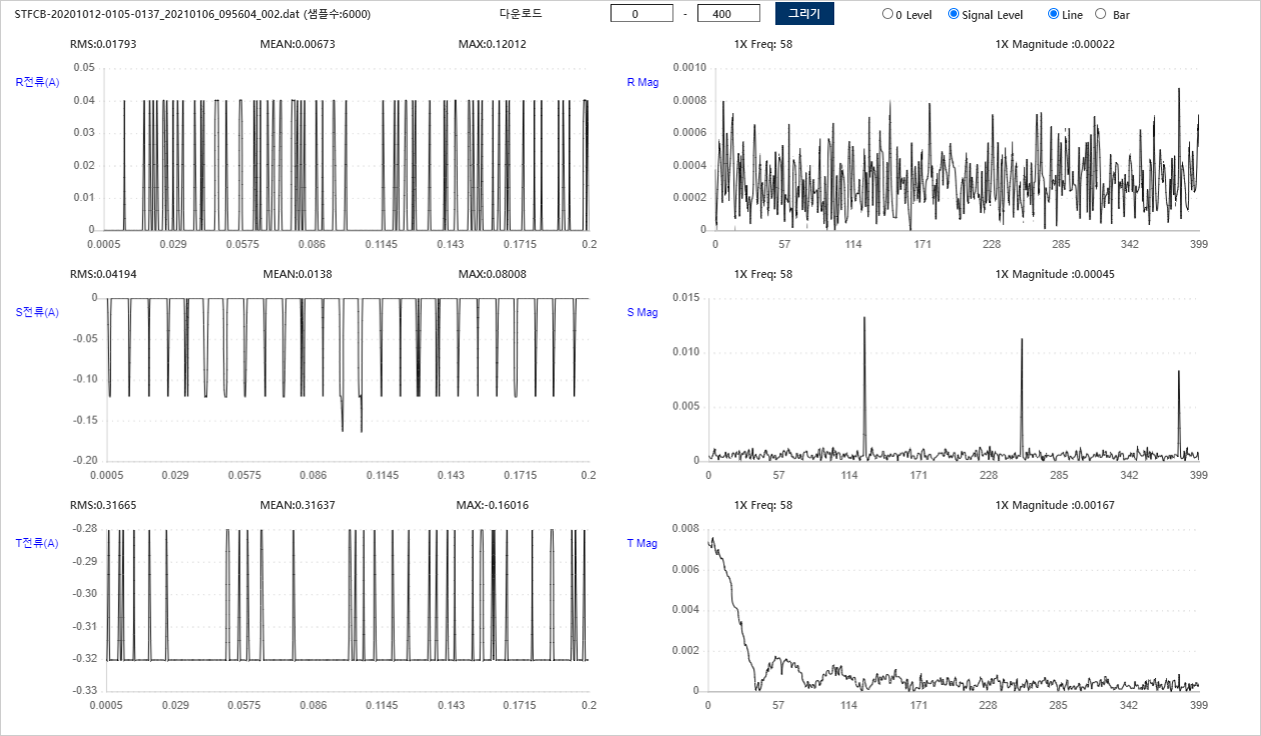 STFCB-20201012-0105-0137_20210106_095604_002.dat (샘플수:6000) 다운로드 0 - 400 그리기 0 Level Signal Level Line Bar
RMS:0.01793 MEAN:0.00673 MAX:0.12012 1X Freq: 58 1X Magnitude :0.00022
R전류(A)
0.05
0.04
0.03
0.02
0.01
0
0.0005 0.029 0.0575 0.086 0.1145 0.143 0.1715 0.2
R Mag
0.0010
0.0008
0.0006
0.0004
0.0002
0
0 57 114 171 228 285 342 399
RMS:0.04194 MEAN:0.0138 MAX:0.08008 1X Freq: 58 1X Magnitude :0.00045
S전류(A)
0
-0.05
-0.10
-0.15
-0.20
0.0005 0.029 0.0575 0.086 0.1145 0.143 0.1715 0.2
S Mag
0.015
0.010
0.005
0
0 57 114 171 228 285 342 399
RMS:0.31665 MEAN:0.31637 MAX:-0.16016 1X Freq: 58 1X Magnitude :0.00167
T전류(A)
-0.28
-0.29
-0.30
-0.31
-0.32
-0.33
0.0005 0.029 0.0575 0.086 0.1145 0.143 0.1715 0.2
T Mag
0.008
0.006
0.004
0.002
0
0 57 114 171 228 285 342 399